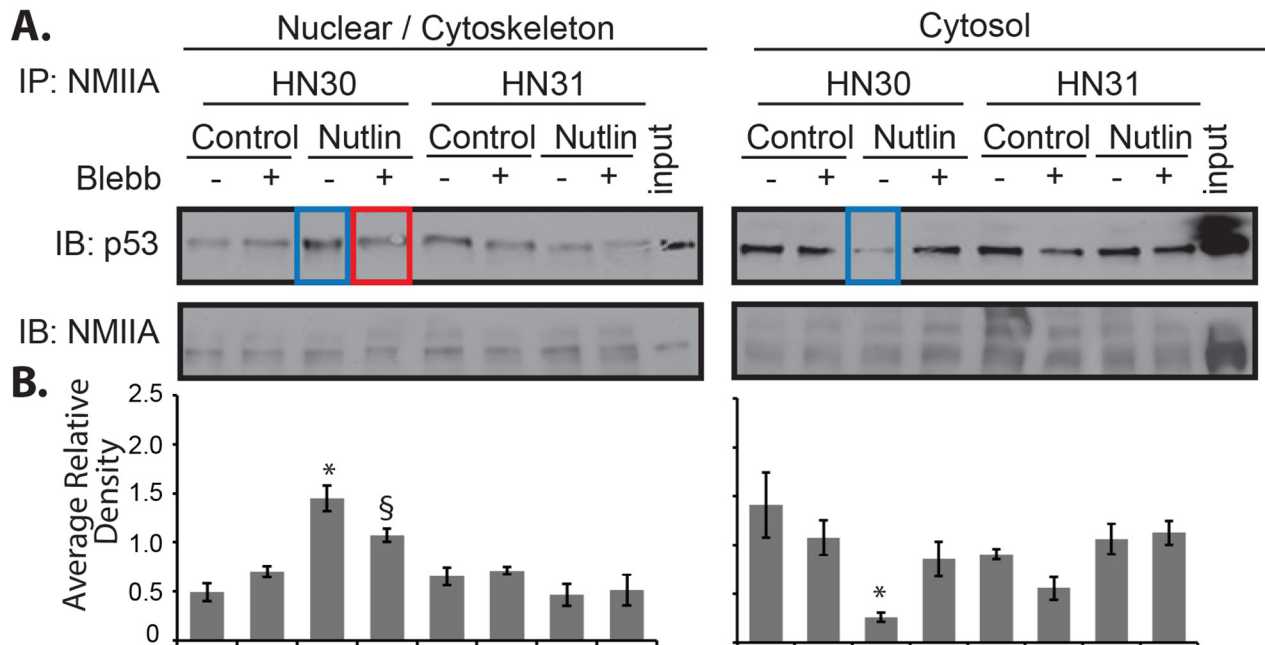 A.
Nuclear / Cytoskeleton Cytosol
IP: NMIIA HN30 HN31 HN30 HN31
Control Nutlin Control Nutlin input Control Nutlin Control Nutlin input
Blebb - + - + - + - + - + - + - + - +
IB: p53
IB: NMIIA
B.
Average Relative
Density
2.5
2.0
1.5
1.0
0.5
0
* § *